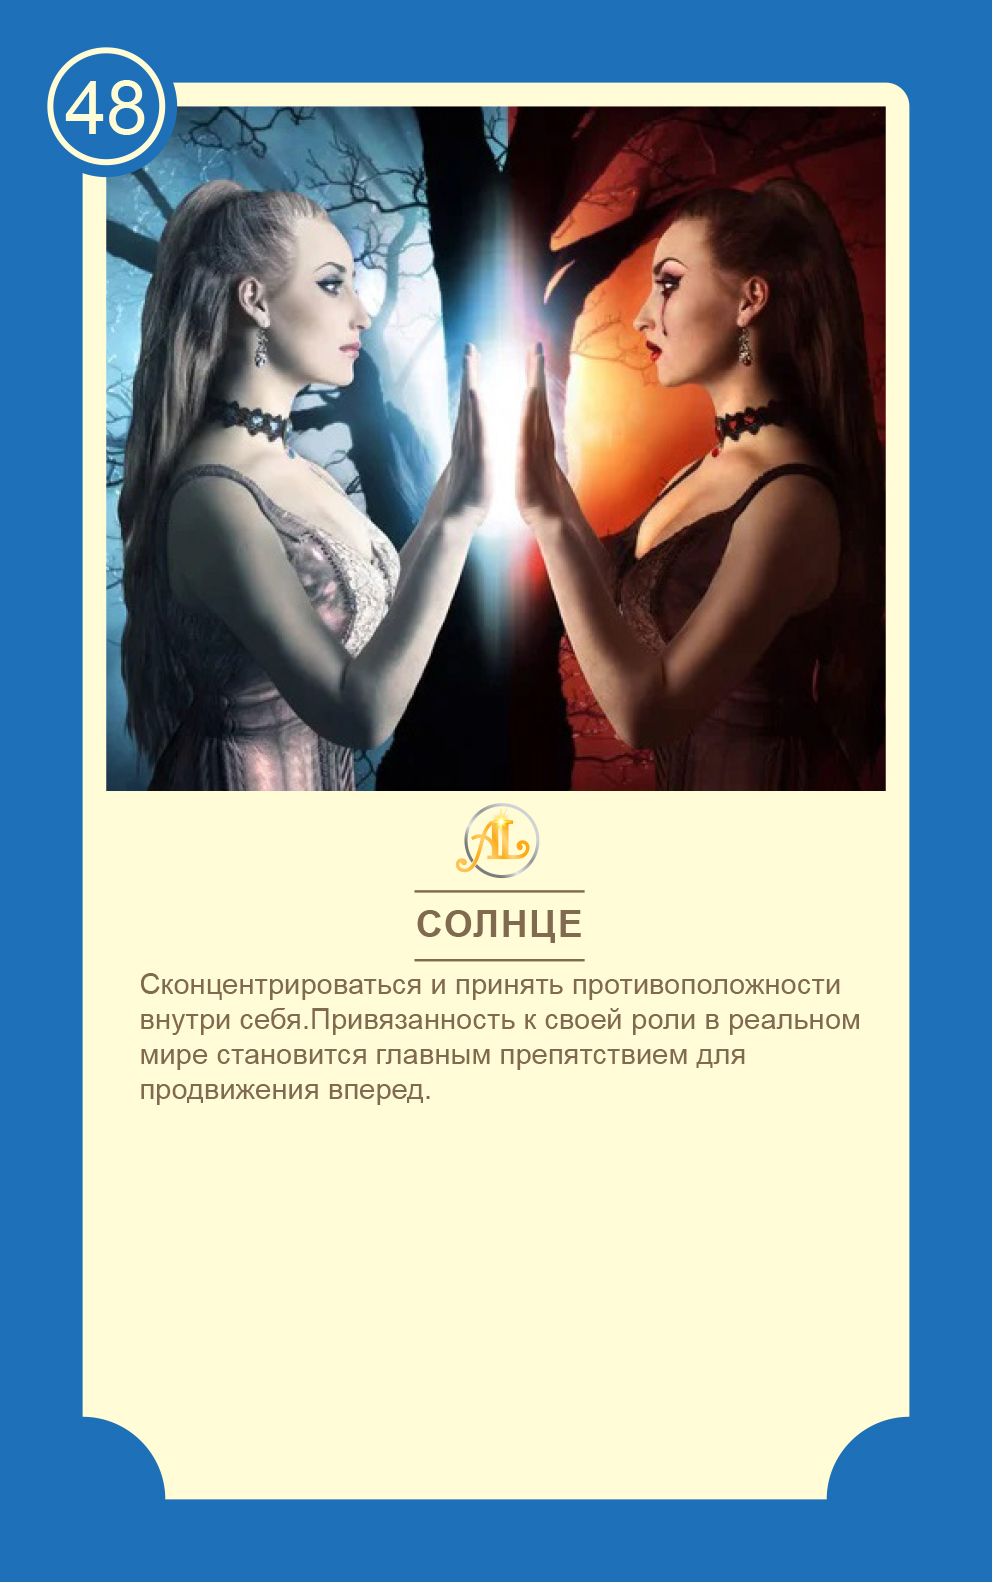 48
AL
СОЛНЦЕ
Сконцентрироваться и принять противоположности
внутри себя.Привязанность к своей роли в реальном
мире становится главным препятствием для
продвижения вперед.